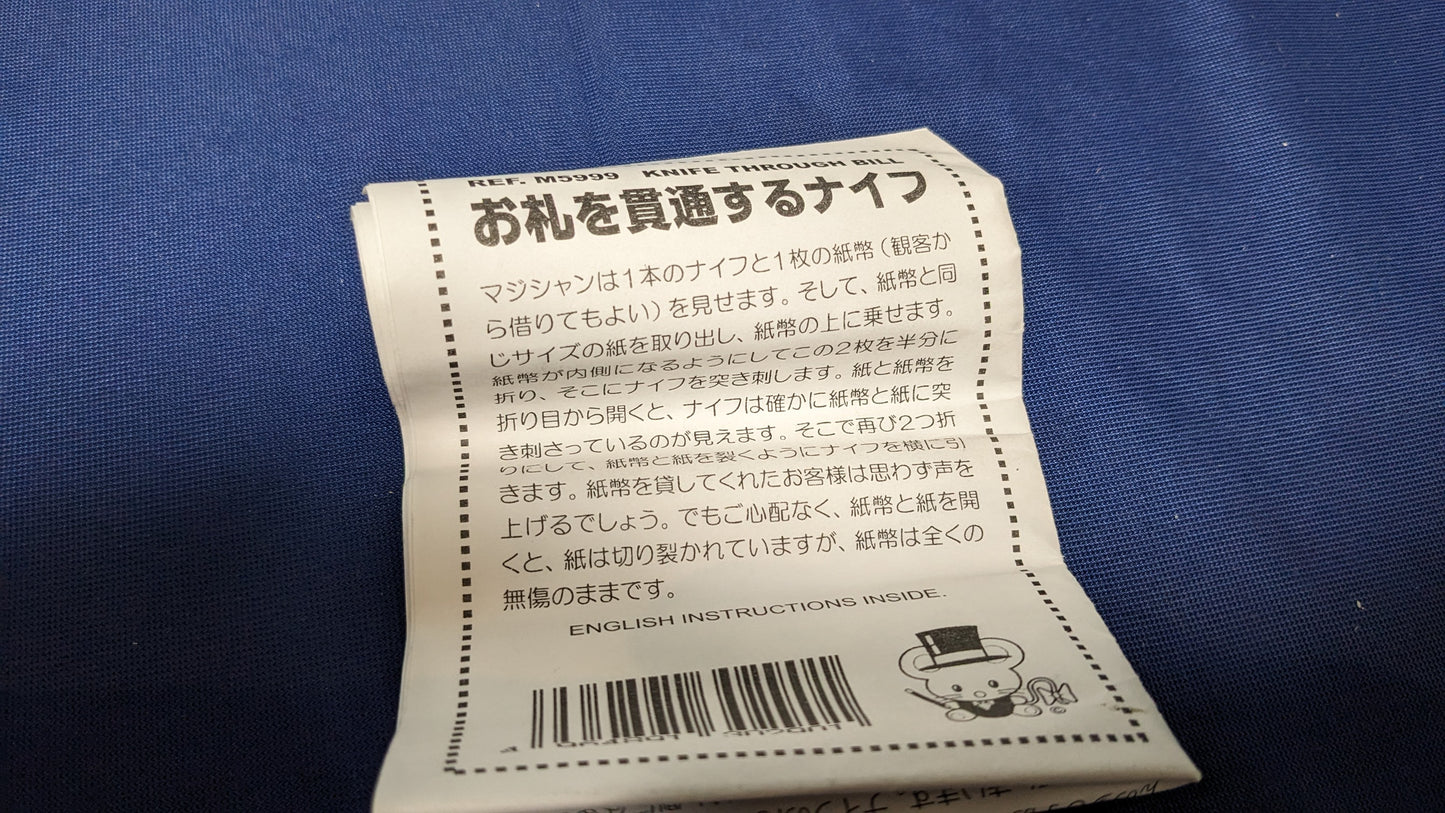 REF. M5999 KNIFE THROUGH BILL
お札を貫通するナイフ
マジシャンは1本のナイフと1枚の紙幣（観客か
ら借りてもよい）を見せます。そして、紙幣と同
じサイズの紙を取り出し、紙幣の上に乗せます。
紙幣が内側になるようにしてこの2枚を半分に
折り、そこにナイフを突き刺します。紙と紙幣を
折り目から開くと、ナイフは確かに紙幣と紙に突
き刺さっているのが見えます。そこで再び2つ折
りにして、紙幣と紙を裂くようにナイフを横に引
きます。紙幣を貸してくれたお客様は思わず声を
上げるでしょう。でもご心配なく、紙幣と紙を開
くと、紙は切り裂かれていますが、紙幣は全くの
無傷のままです。
ENGLISH INSTRUCTIONS INSIDE.